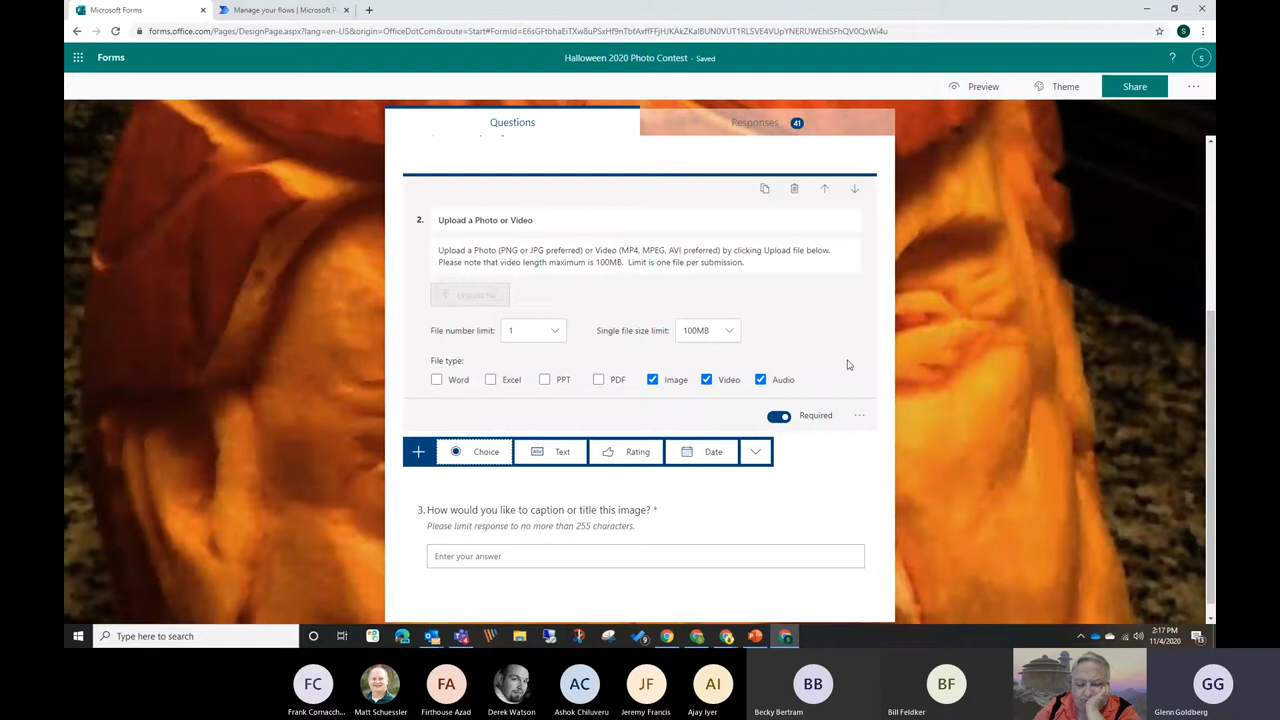 Microsoft Forms
Manage your flows | Microsoft P
forms.office.com/Pages/DesignPage.aspx?lang=en-US&origin=OfficeDotCom&route=Start#FormId=
Forms
Halloween 2020 Photo Contest - Saved
?
S
Preview
Theme
Share
Questions
Responses 41
2. Upload a Photo or Video
Upload a Photo (PNG or JPG preferred) or Video (MP4, MPEG, AVI preferred) by clicking Upload file below.
Please note that video length maximum is 100MB. Limit is one file per submission.
Upload file
File number limit: 1
Single file size limit: 100MB
File type:
Word Excel PPT PDF Image Video Audio
Required
Choice Text Rating Date
3. How would you like to caption or title this image? *
Please limit response to no more than 255 characters.
Enter your answer
Type here to search
2:17 PM
11/4/2020
FC FA AC JF AI BB BF GG
Frank Cornacch... Matt Schuessler Firthouse Azad Derek Watson Ashok Chiluveru Jeremy Francis Ajay Iyer Becky Bertram Bill Feldker Glenn Goldberg